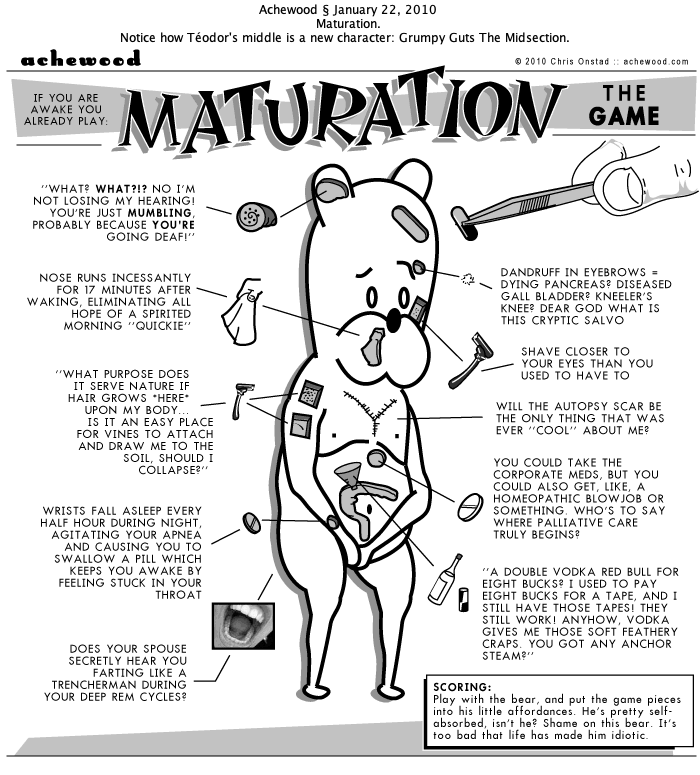 Achewood § January 22, 2010
Maturation.
Notice how Téodor's middle is a new character: Grumpy Guts The Midsection.
achewood
© 2010 Chris Onstad :: achewood.com
IF YOU ARE
AWAKE YOU
ALREADY PLAY:
MATURATION
THE
GAME
"WHAT? WHAT?!? NO I'M
NOT LOSING MY HEARING!
YOU'RE JUST MUMBLING,
PROBABLY BECAUSE YOU'RE
GOING DEAF!"
NOSE RUNS INCESSANTLY
FOR 17 MINUTES AFTER
WAKING, ELIMINATING ALL
HOPE OF A SPIRITED
MORNING "QUICKIE"
DANDRUFF IN EYEBROWS =
DYING PANCREAS? DISEASED
GALL BLADDER? KNEELER'S
KNEE? DEAR GOD WHAT IS
THIS CRYPTIC SALVO
SHAVE CLOSER TO
YOUR EYES THAN YOU
USED TO HAVE TO
"WHAT PURPOSE DOES
IT SERVE NATURE IF
HAIR GROWS *HERE*
UPON MY BODY...
IS IT AN EASY PLACE
FOR VINES TO ATTACH
AND DRAW ME TO THE
SOIL, SHOULD I
COLLAPSE?"
WILL THE AUTOPSY SCAR BE
THE ONLY THING THAT WAS
EVER "COOL" ABOUT ME?
YOU COULD TAKE THE
CORPORATE MEDS, BUT YOU
COULD ALSO GET, LIKE, A
HOMEOPATHIC BLOWJOB OR
SOMETHING. WHO'S TO SAY
WHERE PALLIATIVE CARE
TRULY BEGINS?
WRISTS FALL ASLEEP EVERY
HALF HOUR DURING NIGHT,
AGITATING YOUR APNEA
AND CAUSING YOU TO
SWALLOW A PILL WHICH
KEEPS YOU AWAKE BY
FEELING STUCK IN YOUR
THROAT
"A DOUBLE VODKA RED BULL FOR
EIGHT BUCKS? I USED TO PAY
EIGHT BUCKS FOR A TAPE, AND I
STILL HAVE THOSE TAPES! THEY
STILL WORK! ANYHOW, VODKA
GIVES ME THOSE SOFT FEATHERY
CRAPS. YOU GOT ANY ANCHOR
STEAM?"
DOES YOUR SPOUSE
SECRETLY HEAR YOU
FARTING LIKE A
TRENCHERMAN DURING
YOUR DEEP REM CYCLES?
SCORING:
Play with the bear, and put the game pieces
into his little affordances. He's pretty self-
absorbed, isn't he? Shame on this bear. It's
too bad that life has made him idiotic.